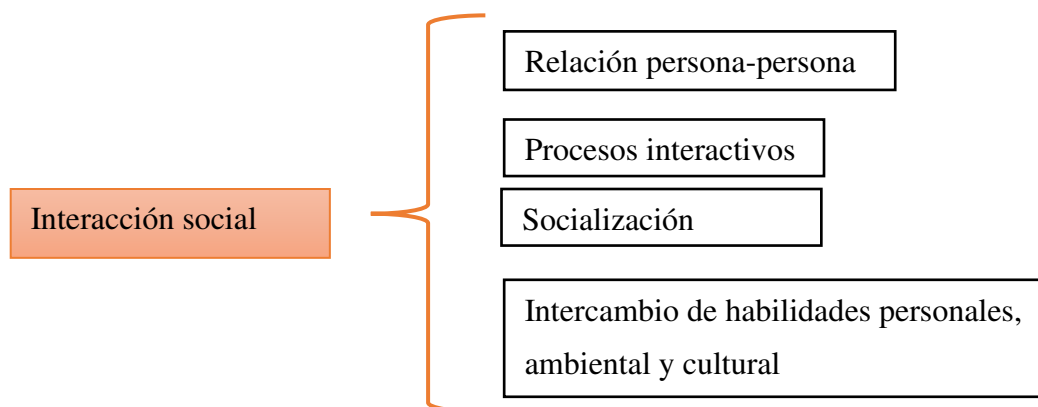 Relación persona-persona
Procesos interactivos
Interacción social
Socialización
Intercambio de habilidades personales,
ambiental y cultural